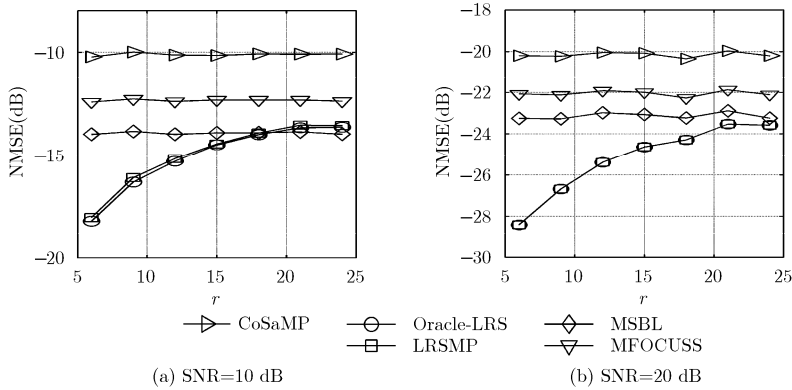 NMSE(dB)
−10
−15
−20
5 10 15 20 25
r
NMSE(dB)
−18
−20
−22
−24
−26
−28
−30
5 10 15 20 25
r
CoSaMP Oracle-LRS MSBL
LRSMP MFOCUSS
(a) SNR=10 dB
(b) SNR=20 dB